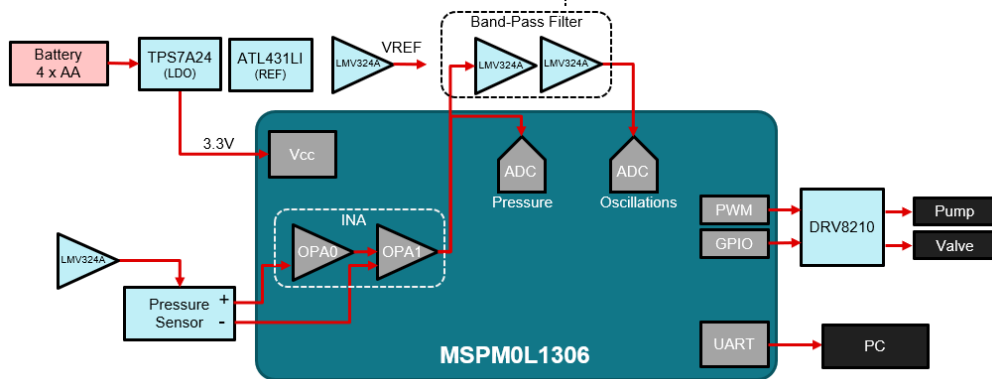 Band-Pass Filter
Battery
4 x AA
TPS7A24
(LDO)
ATL431LI
(REF)
LMV324A
VREF
LMV324A
LMV324A
3.3V
Vcc
ADC
Pressure
ADC
Oscillations
INA
OPA0
OPA1
LMV324A
Pressure
Sensor
+
-
PWM
GPIO
DRV8210
Pump
Valve
MSPM0L1306
UART
PC